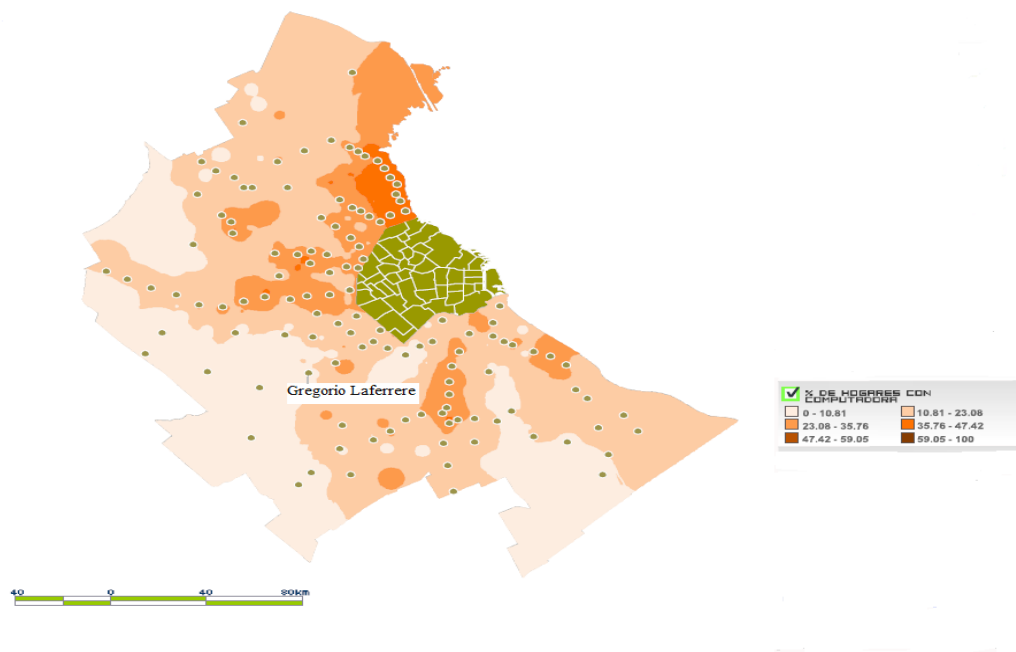 Gregorio Laferrere
% DE HOGARES CON
COMPUTADORA
0 - 10.81 10.81 - 23.08
23.08 - 35.76 35.76 - 47.42
47.42 - 59.05 59.05 - 100
40 0 40 80km